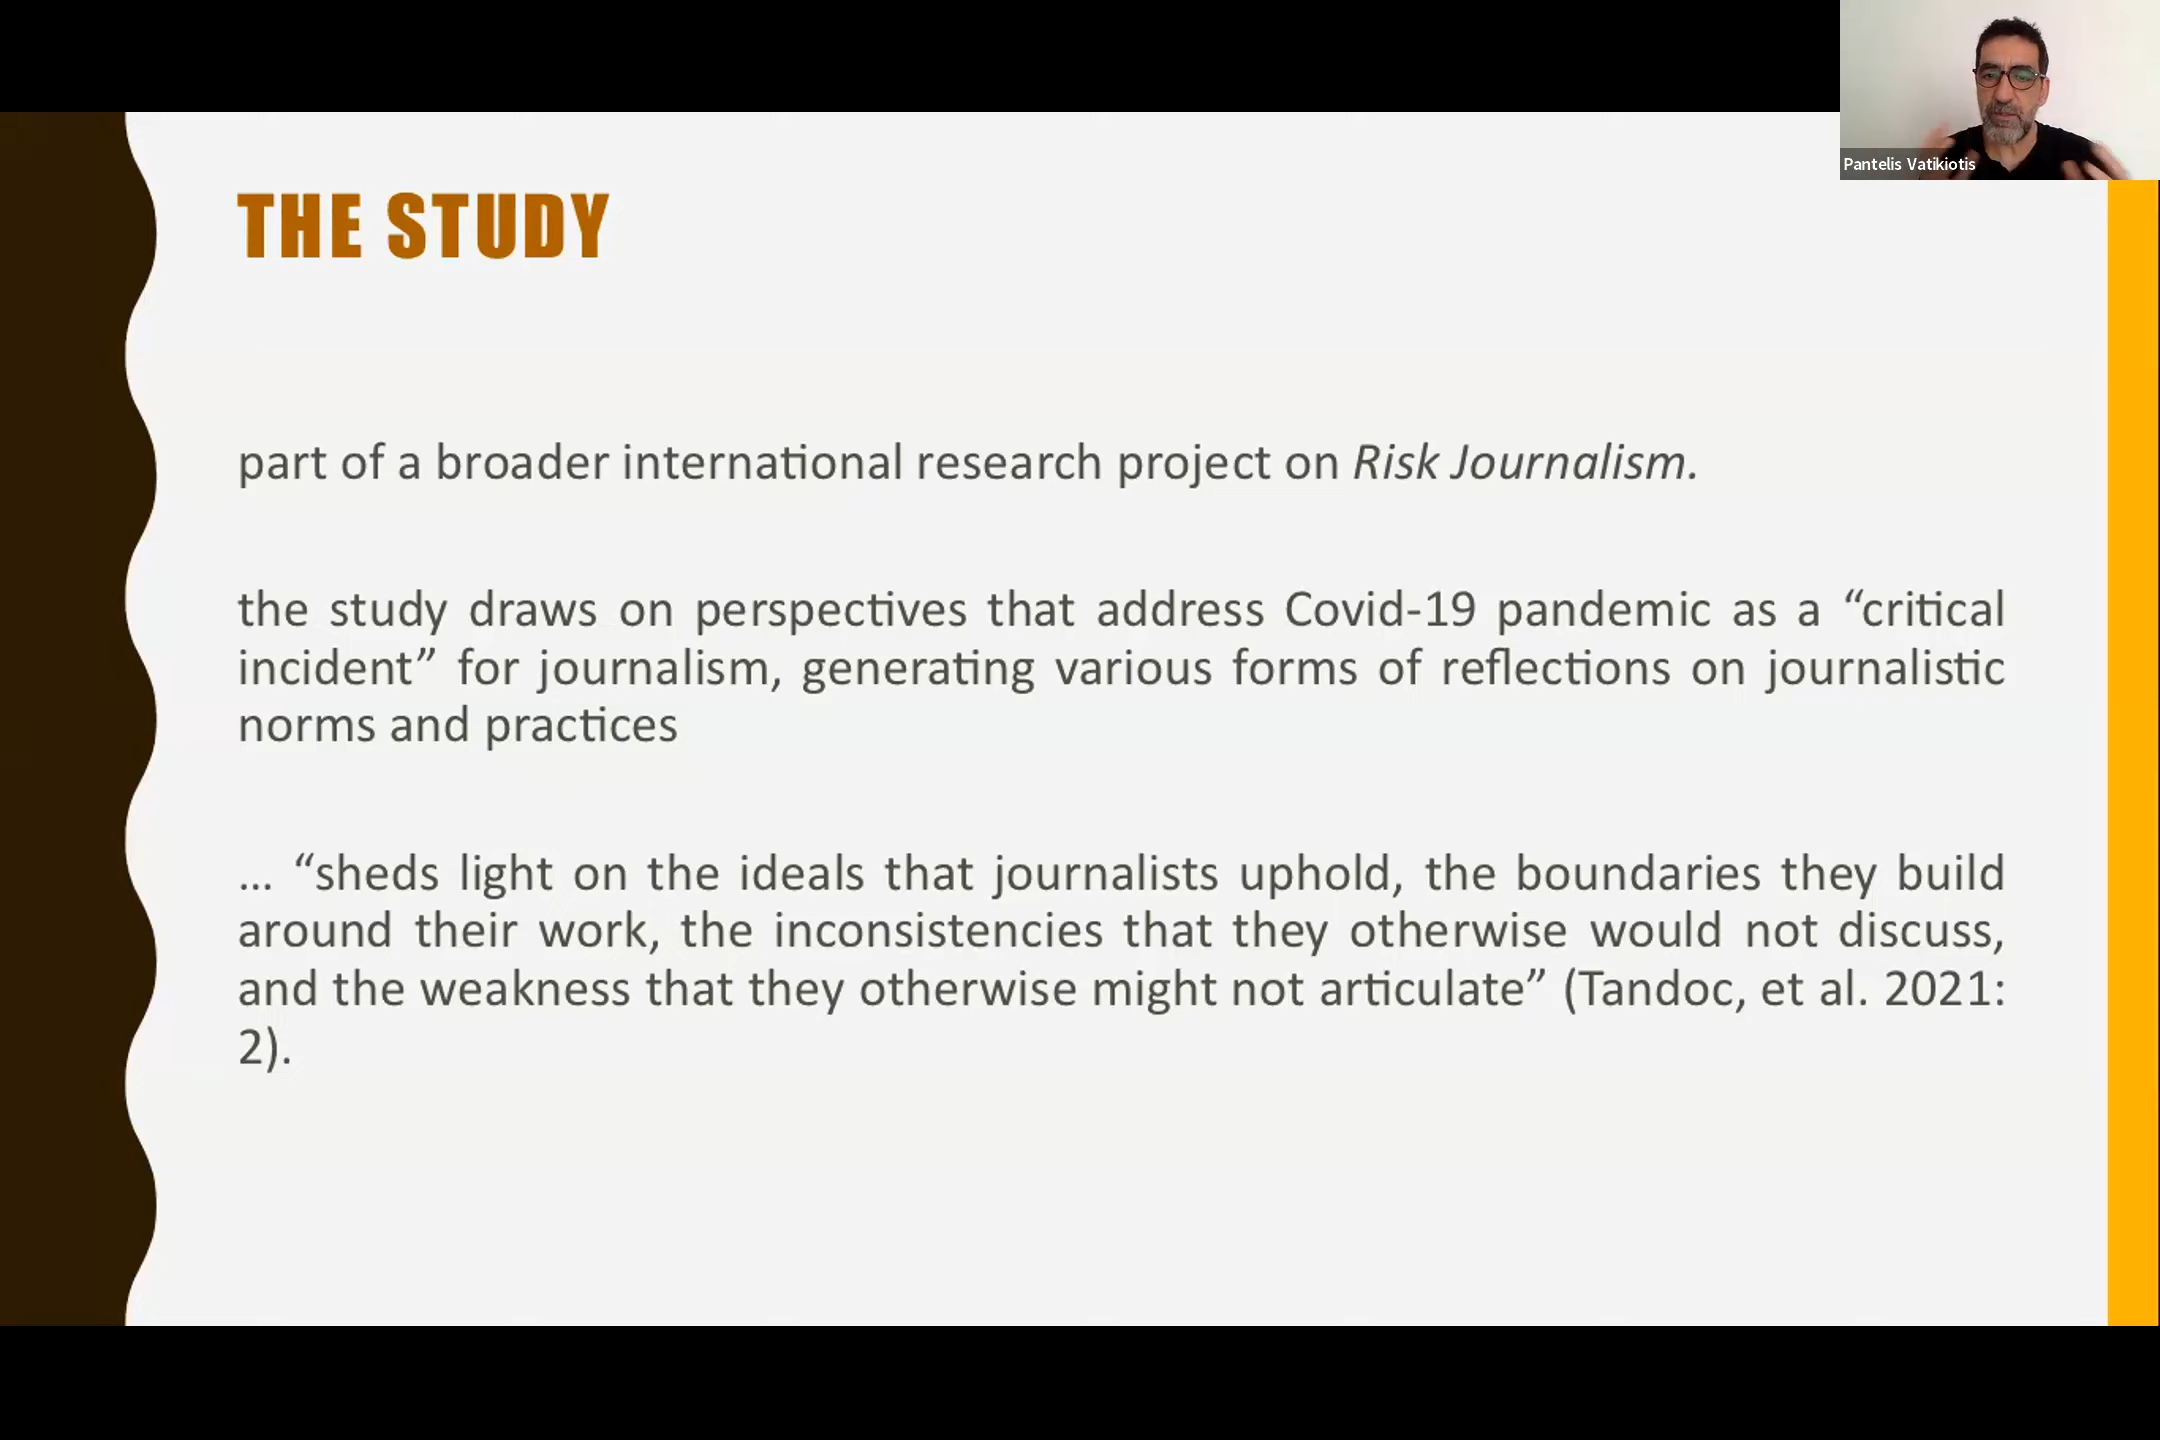 Pantelis Vatikiotis
THE STUDY
part of a broader international research project on Risk Journalism.
the study draws on perspectives that address Covid-19 pandemic as a “critical
incident” for journalism, generating various forms of reflections on journalistic
norms and practices
... “sheds light on the ideals that journalists uphold, the boundaries they build
around their work, the inconsistencies that they otherwise would not discuss,
and the weakness that they otherwise might not articulate” (Tandoc, et al. 2021:
2).